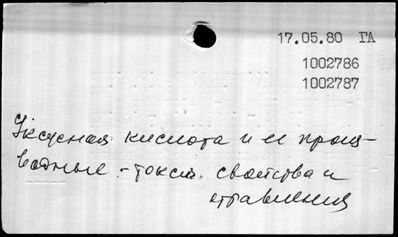 17.05.80 ГА
1002786
1002787
Уксусная кислота и ее произ-
водные - токсич. свойства и
отравления